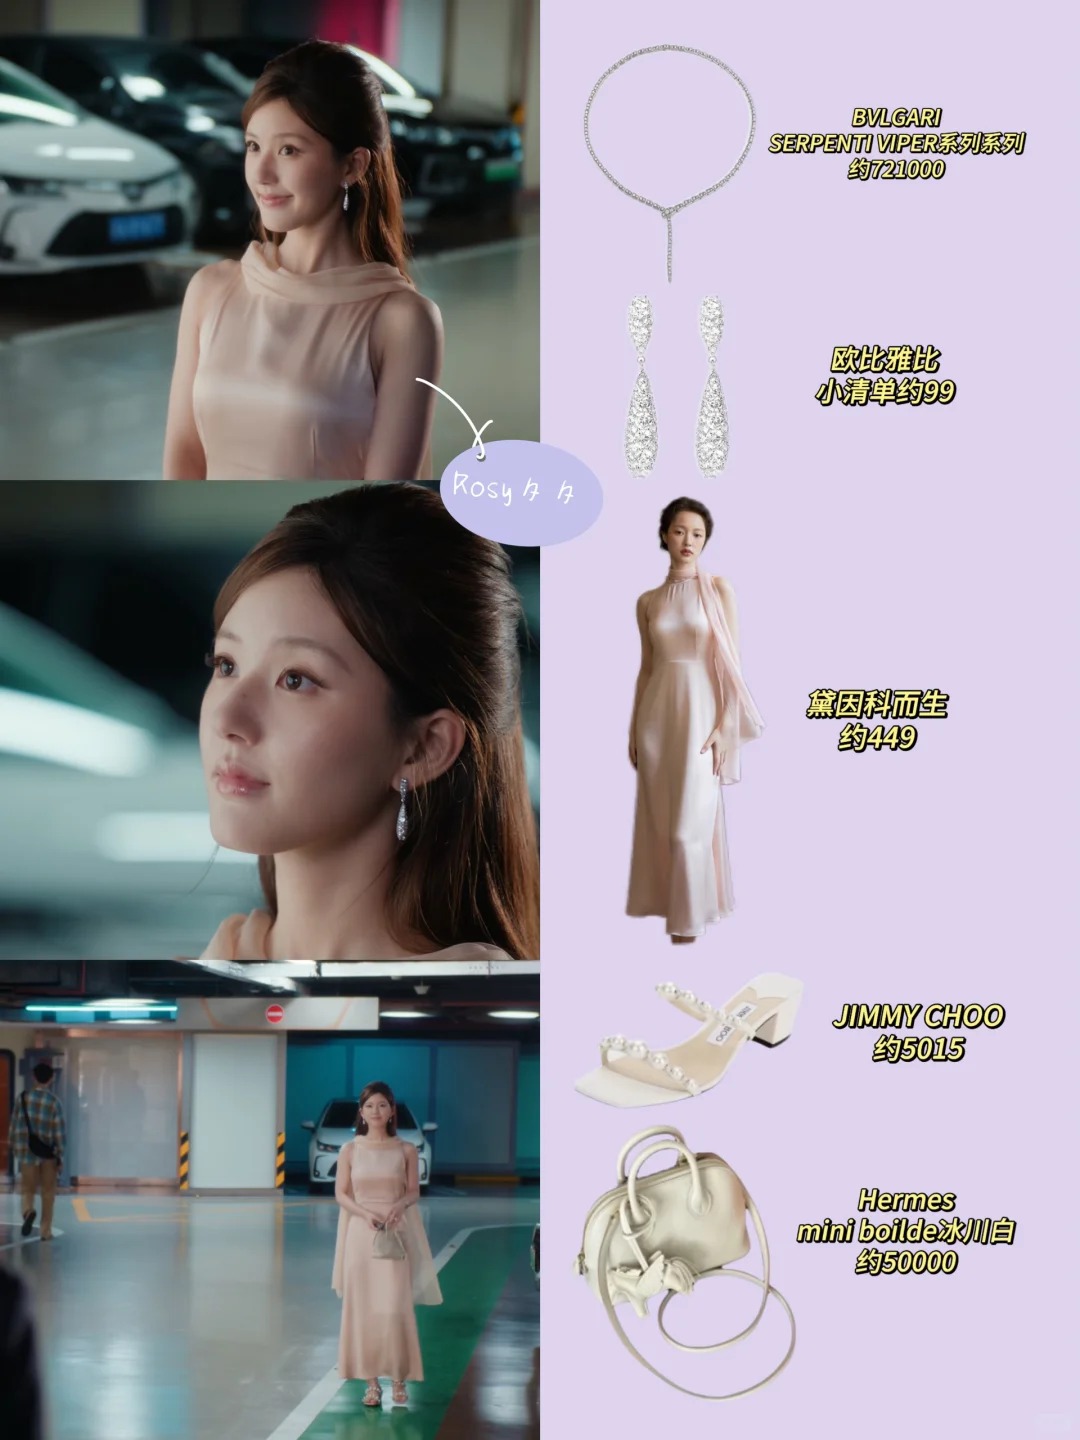 BVLGARI
SERPENTI VIPER系列系列
约721000
欧比雅比
小清单约99
Rosy夕夕
黛因科而生
约449
JIMMY CHOO
约5015
Hermes
mini boilde冰川白
约50000